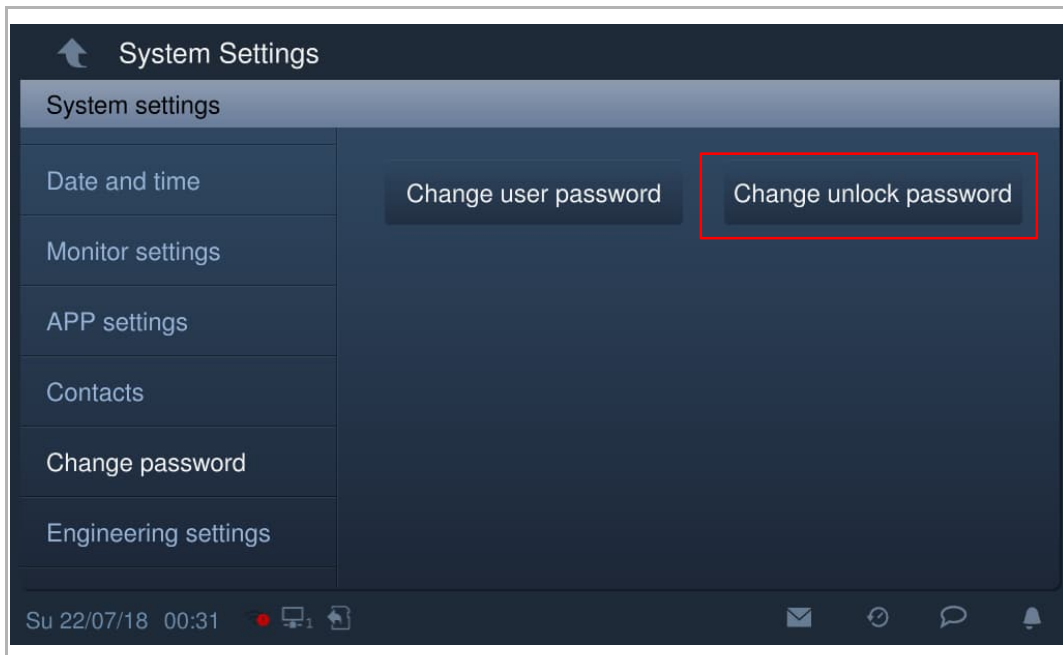 System Settings
System settings
Date and time
Change user password
Change unlock password
Monitor settings
APP settings
Contacts
Change password
Engineering settings
Su 22/07/18 00:31
1